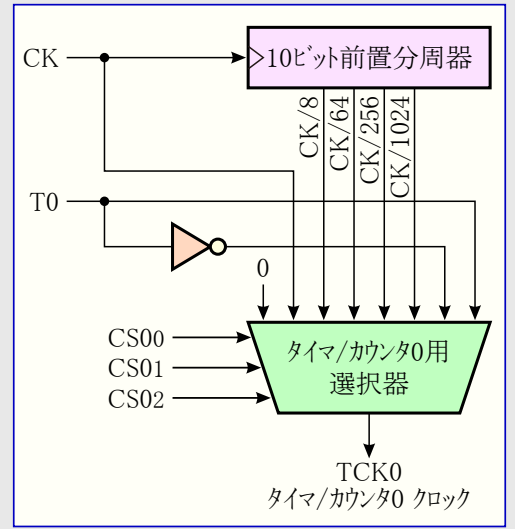 CK
10ﾋﾞｯﾄ前置分周器
CK/8
CK/64
CK/256
CK/1024
T0
0
CS00
CS01
CS02
ﾀｲﾏ/ｶｳﾝﾀ0用
選択器
TCK0
ﾀｲﾏ/ｶｳﾝﾀ0 ｸﾛｯｸ